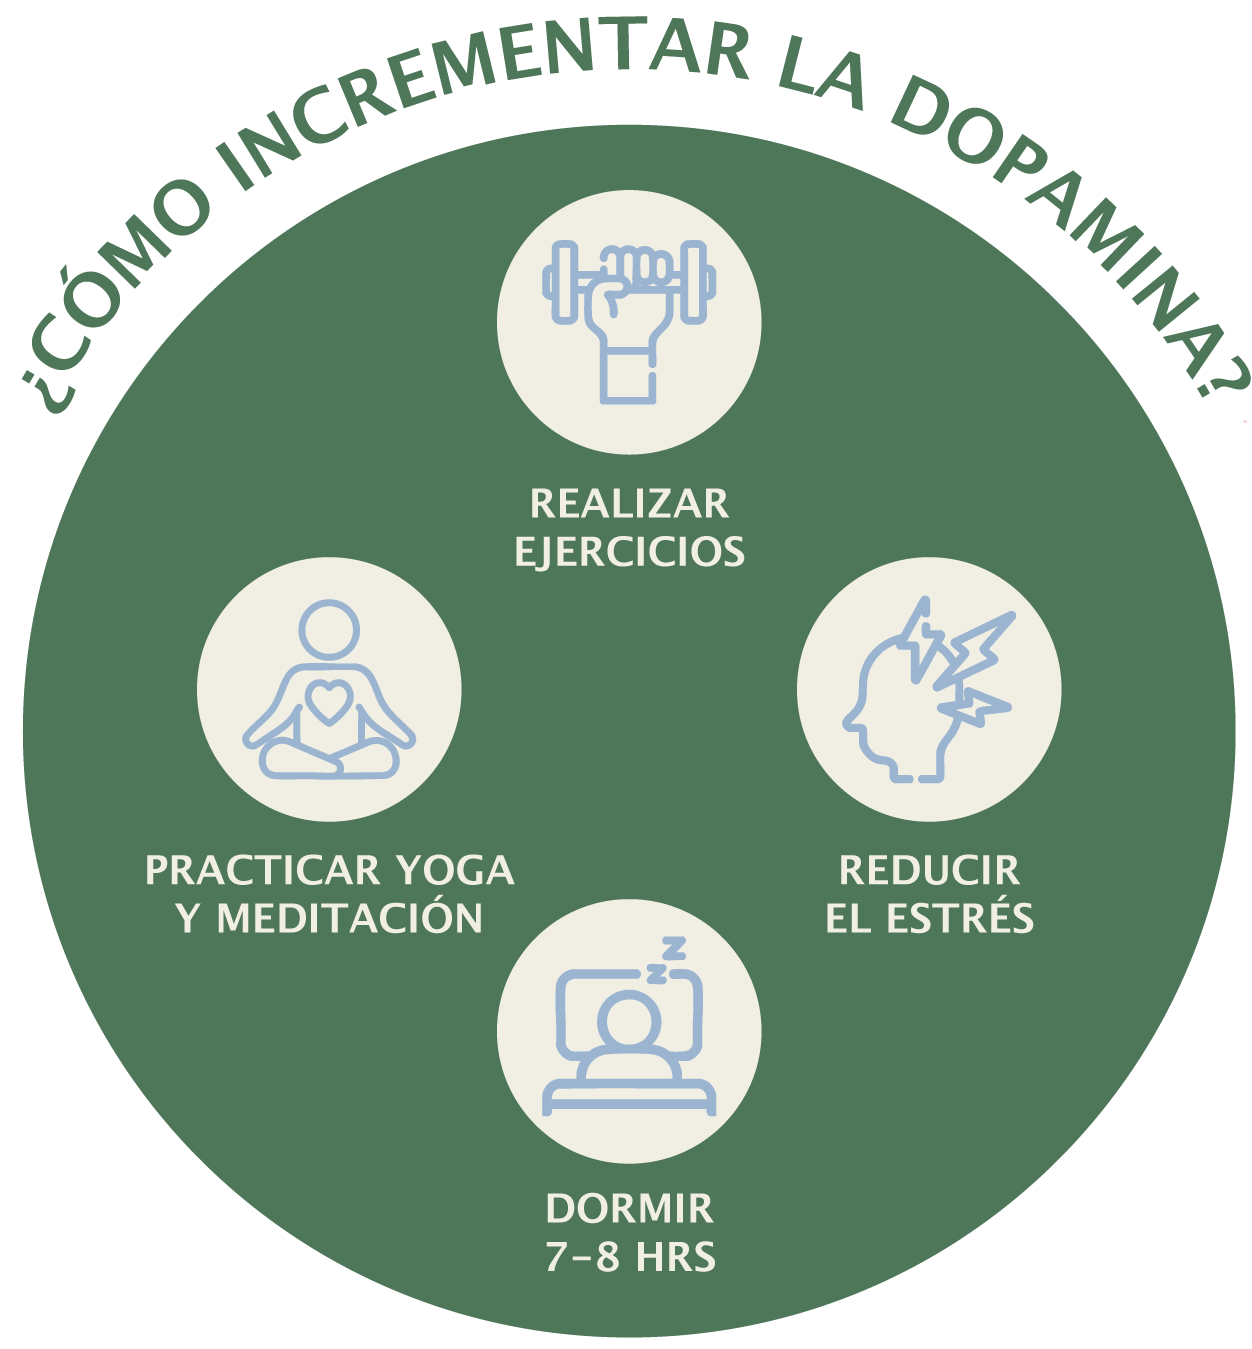 ¿CÓMO INCREMENTAR LA DOPAMINA?
REALIZAR
EJERCICIOS
PRACTICAR YOGA
Y MEDITACIÓN
REDUCIR
EL ESTRÉS
z
z
DORMIR
7–8 HRS